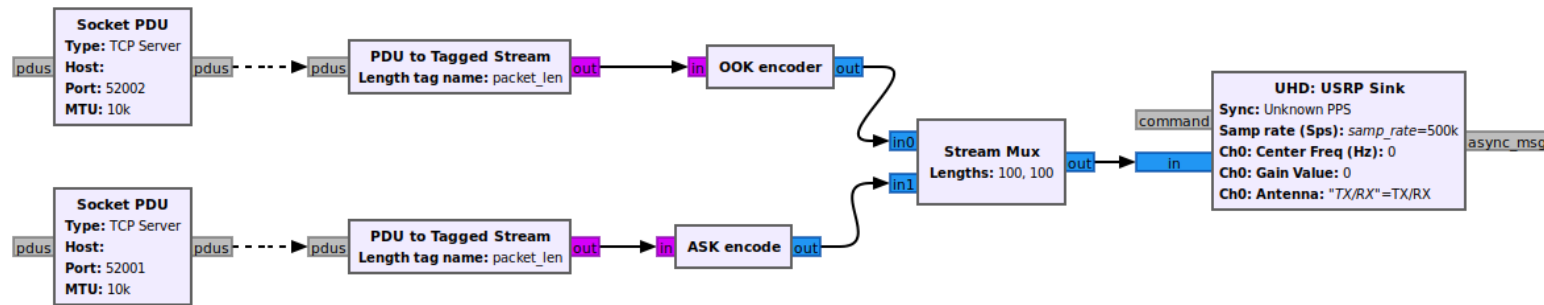 Socket PDU
Type: TCP Server
Host:
Port: 52002
MTU: 10k
pdus
pdus
pdus
PDU to Tagged Stream
Length tag name: packet_len
out
in
OOK encoder
out
in0
in1
Stream Mux
Lengths: 100, 100
out
command
in
UHD: USRP Sink
Sync: Unknown PPS
Samp rate (Sps): samp_rate=500k
Ch0: Center Freq (Hz): 0
Ch0: Gain Value: 0
Ch0: Antenna: "TX/RX"=TX/RX
async_msg
Socket PDU
Type: TCP Server
Host:
Port: 52001
MTU: 10k
pdus
pdus
pdus
PDU to Tagged Stream
Length tag name: packet_len
out
in
ASK encode
out